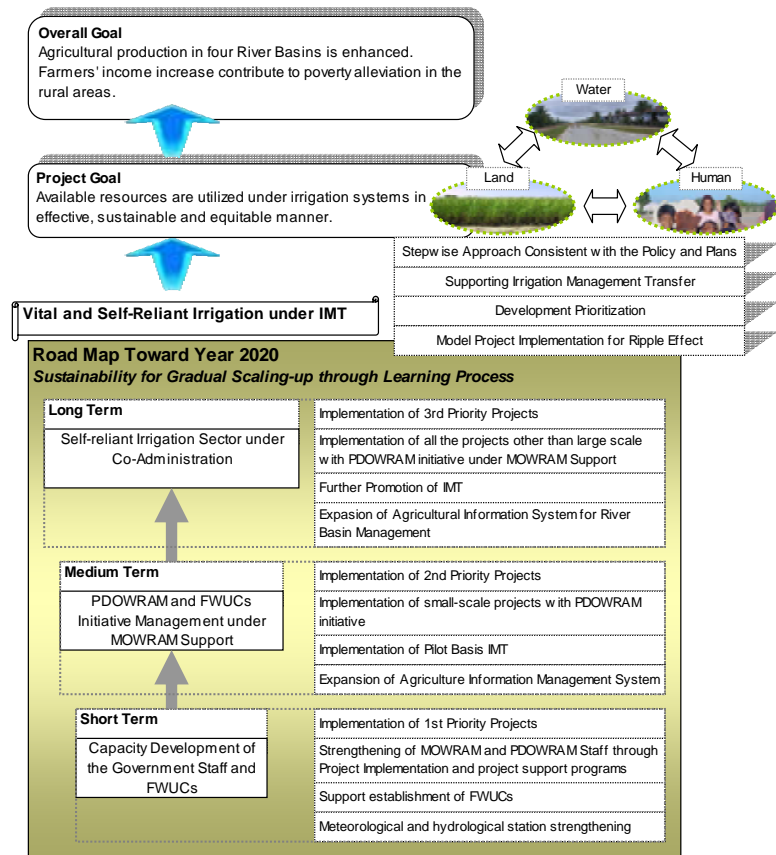 Overall Goal
Agricultural production in four River Basins is enhanced.
Farmers' income increase contribute to poverty alleviation in the
rural areas.
Water
Land
Human
Project Goal
Available resources are utilized under irrigation systems in
effective, sustainable and equitable manner.
Stepwise Approach Consistent with the Policy and Plans
Supporting Irrigation Management Transfer
Development Prioritization
Model Project Implementation for Ripple Effect
Vital and Self-Reliant Irrigation under IMT
Road Map Toward Year 2020
Sustainability for Gradual Scaling-up through Learning Process
Long Term
Self-reliant Irrigation Sector under
Co-Administration
Implementation of 3rd Priority Projects
Implementation of all the projects other than large scale
with PDOWRAM initiative under MOWRAM Support
Further Promotion of IMT
Expasion of Agricultural Information System for River
Basin Management
Medium Term
PDOWRAM and FWUCs
Initiative Management under
MOWRAM Support
Implementation of 2nd Priority Projects
Implementation of small-scale projects with PDOWRAM
initiative
Implementation of Pilot Basis IMT
Expansion of Agriculture Information Management System
Short Term
Capacity Development of
the Government Staff and
FWUCs
Implementation of 1st Priority Projects
Strengthening of MOWRAM and PDOWRAM Staff through
Project Implementation and project support programs
Support establishment of FWUCs
Meteorological and hydrological station strengthening